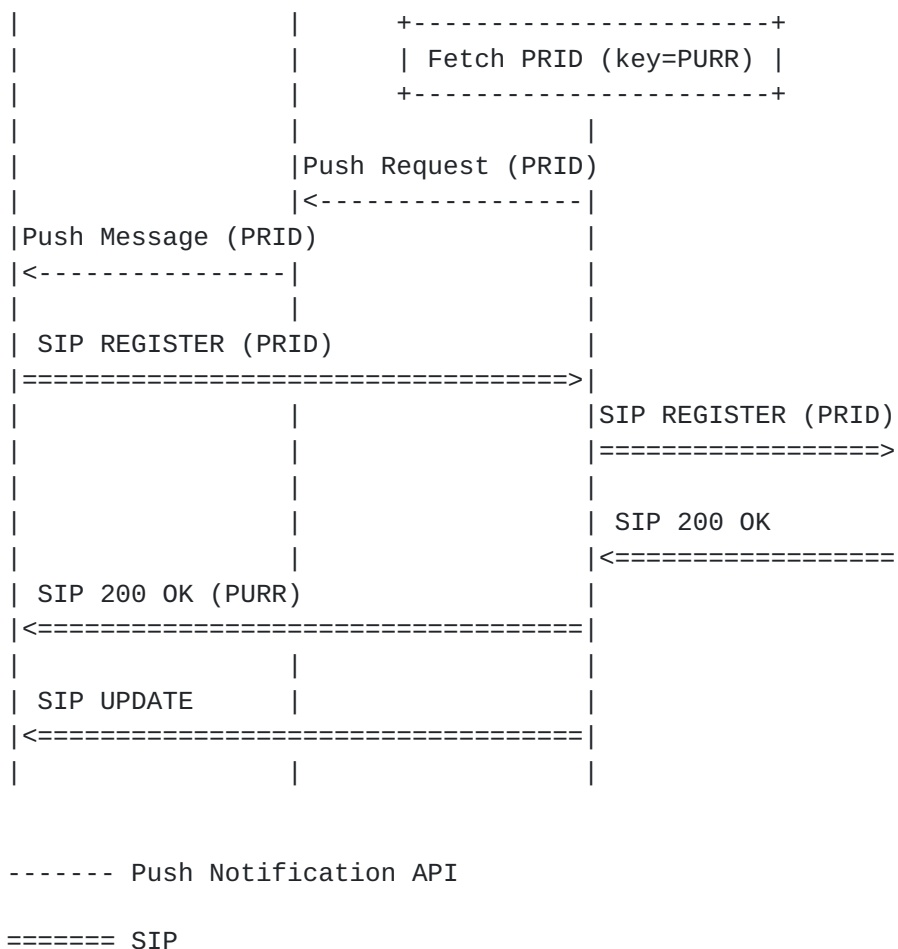 |                  |      +------------------------+
|                  |      | Fetch PRID (key=PURR) |
|                  |      +------------------------+
|                  |                   |
|                  |Push Request (PRID)
|                  |<-----------------|
|Push Message (PRID)                   |
|<----------------|                   |
|                  |                   |
| SIP REGISTER (PRID)                  |
|===================================>|
|                  |                   |SIP REGISTER (PRID)
|                  |                   |==================>
|                  |                   |
|                  |                   | SIP 200 OK
|                  |                   |<==================
| SIP 200 OK (PURR)                    |
|<===================================|
|                  |                   |
| SIP UPDATE       |                   |
|<===================================|
|                  |                   |
------- Push Notification API
======= SIP